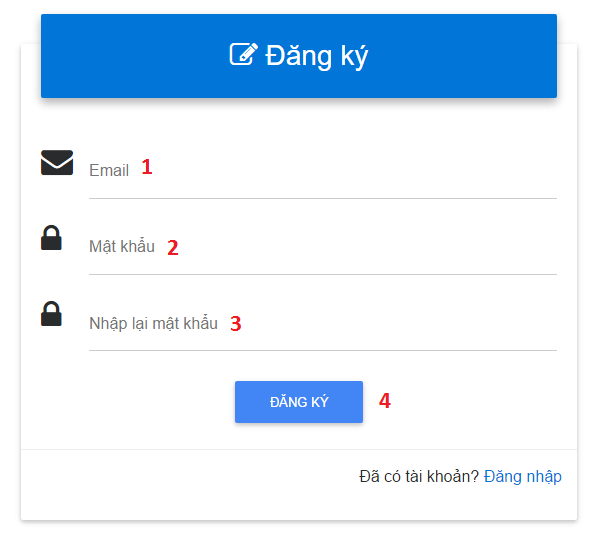 Đăng ký
Email 1
Mật khẩu 2
Nhập lại mật khẩu 3
ĐĂNG KÝ 4
Đã có tài khoản? Đăng nhập